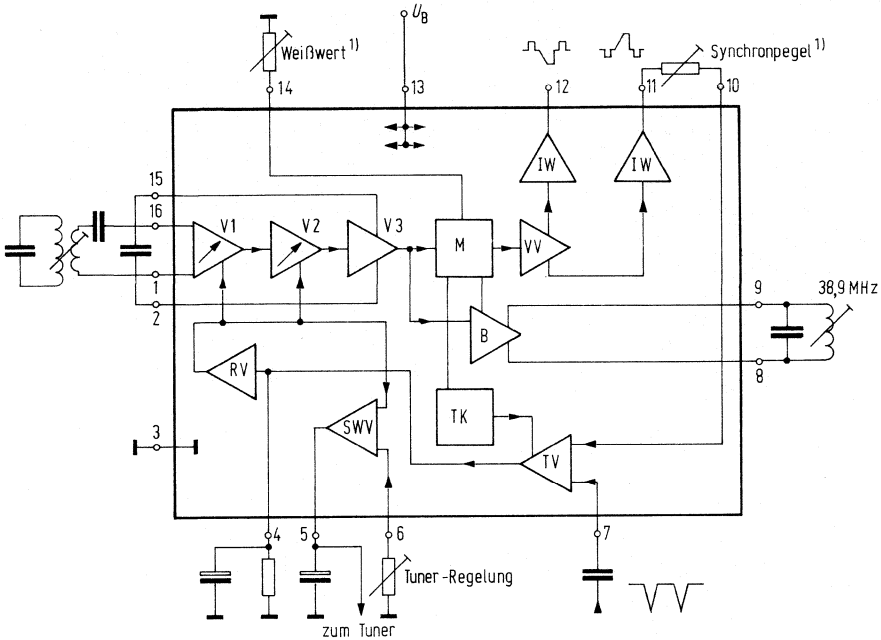 U_B
Weißwert 1)
Synchronpegel 1)
14
13
12
11
10
IW
IW
15
16
V1
V2
V3
M
VV
1
2
9
38,9 MHz
B
8
RV
TK
SWV
TV
3
4
5
6
7
Tuner-Regelung
zum Tuner